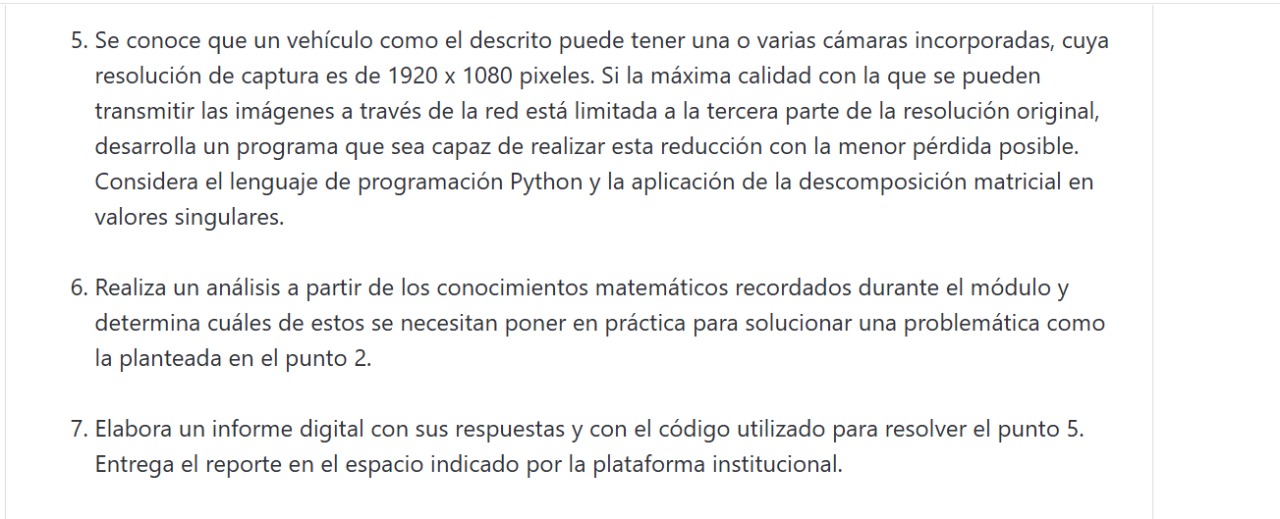 5. Se conoce que un vehículo como el descrito puede tener una o varias cámaras incorporadas, cuya
resolución de captura es de 1920 x 1080 pixeles. Si la máxima calidad con la que se pueden
transmitir las imágenes a través de la red está limitada a la tercera parte de la resolución original,
desarrolla un programa que sea capaz de realizar esta reducción con la menor pérdida posible.
Considera el lenguaje de programación Python y la aplicación de la descomposición matricial en
valores singulares.
6. Realiza un análisis a partir de los conocimientos matemáticos recordados durante el módulo y
determina cuáles de estos se necesitan poner en práctica para solucionar una problemática como
la planteada en el punto 2.
7. Elabora un informe digital con sus respuestas y con el código utilizado para resolver el punto 5.
Entrega el reporte en el espacio indicado por la plataforma institucional.